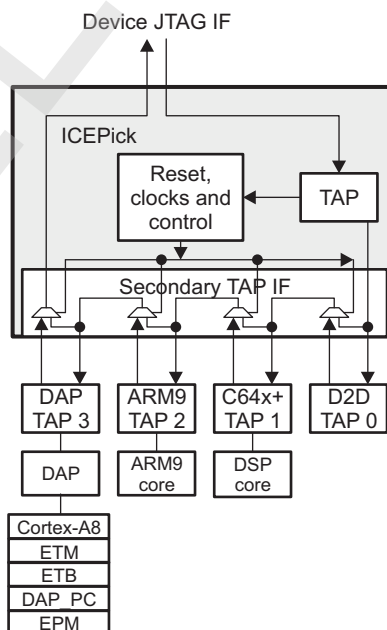 Device JTAG IF
ICEPick
Reset,
clocks and
control
TAP
Secondary TAP IF
DAP
TAP 3
ARM9
TAP 2
C64x+
TAP 1
D2D
TAP 0
DAP
ARM9
core
DSP
core
Cortex-A8
ETM
ETB
DAP_PC
EPM